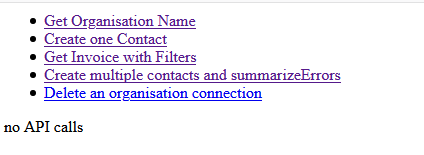 Get Organisation Name
Create one Contact
Get Invoice with Filters
Create multiple contacts and summarizeErrors
Delete an organisation connection
no API calls